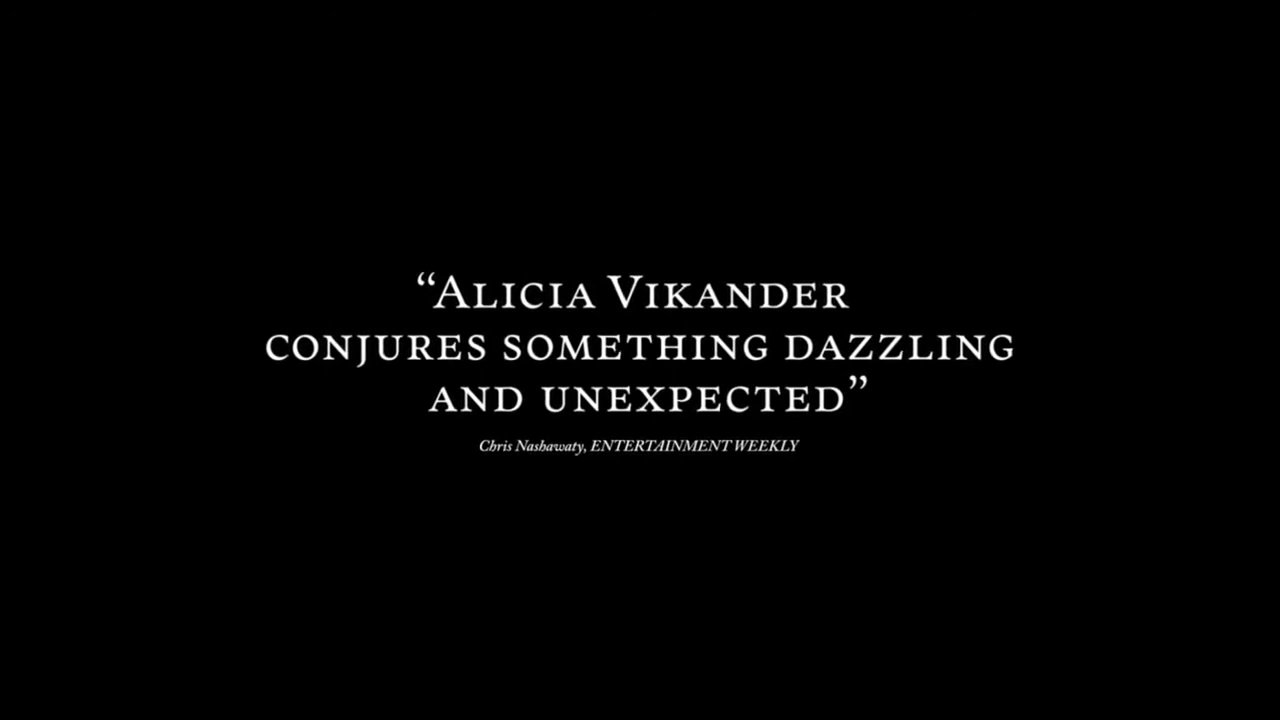 “Alicia Vikander
conjures something dazzling
and unexpected”
Chris Nashawaty, ENTERTAINMENT WEEKLY